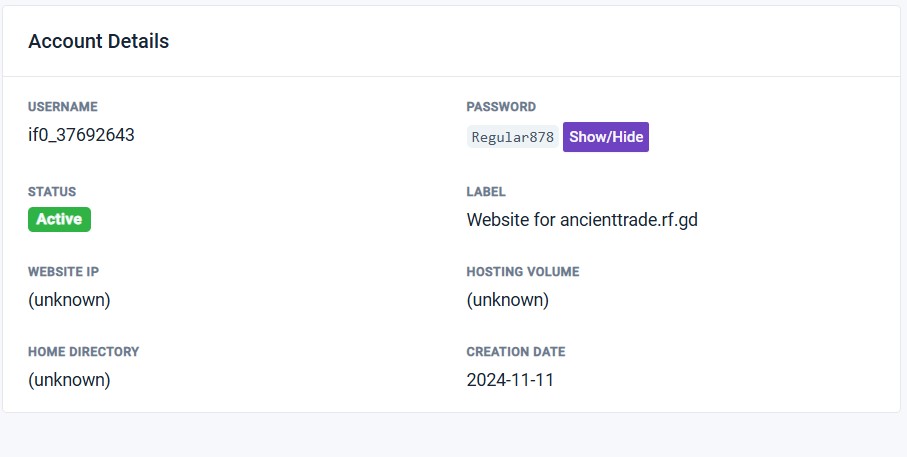 Account Details
USERNAME
PASSWORD
if0_37692643
Regular878 Show/Hide
STATUS
LABEL
Active
Website for ancienttrade.rf.gd
WEBSITE IP
HOSTING VOLUME
(unknown)
(unknown)
HOME DIRECTORY
CREATION DATE
(unknown)
2024-11-11